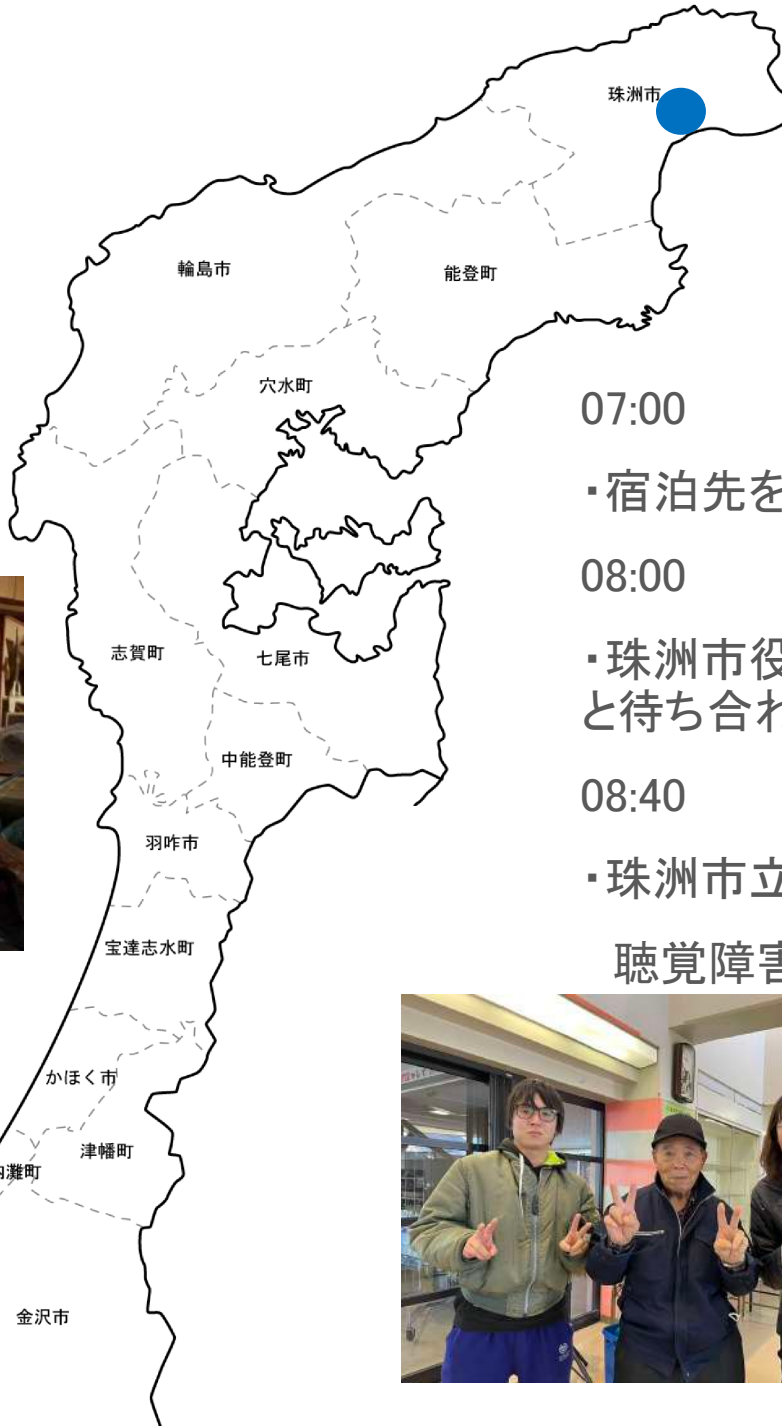 珠洲市
輪島市
能登町
穴水町
志賀町
七尾市
中能登町
羽咋市
宝達志水町
かほく市
津幡町
内灘町
金沢市
07:00
・宿泊先を
08:00
・珠洲市役
と待ち合わ
08:40
・珠洲市立
聴覚障害